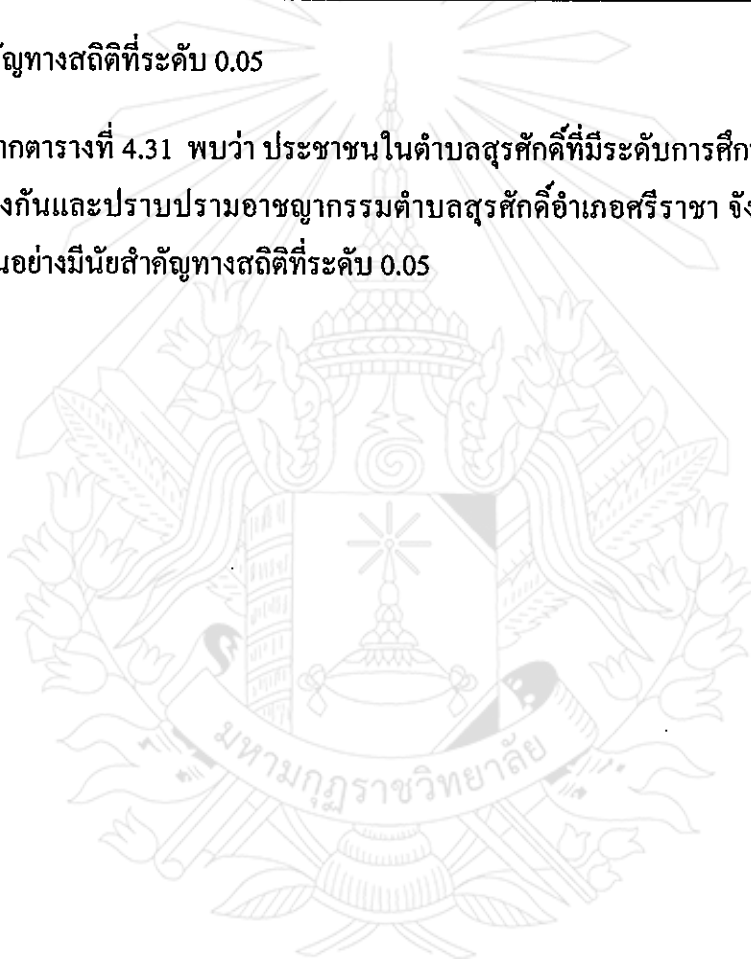 ัญทางสถิติที่ระดับ 0.05
ากตารางที่ 4.31 พบว่า ประชาชนในตำบลสุรศักดิ์ที่มีระดับการศึก
งกันและปราบปรามอาชญากรรมตำบลสุรศักดิ์อำเภอศรีราชา จัง
นอย่างมีนัยสำคัญทางสถิติที่ระดับ 0.05
มหามกุฏราชวิทยาลัย